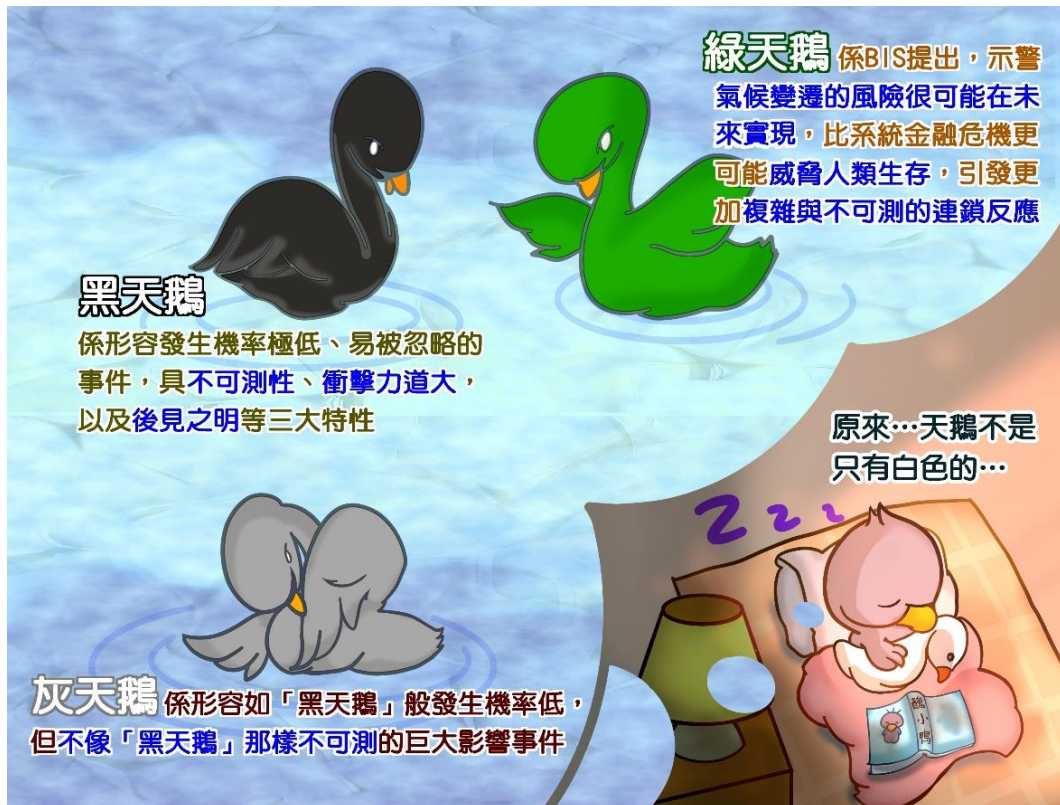 綠天鵝 係BIS提出，示警
氣候變遷的風險很可能在未
來實現，比系統金融危機更
可能威脅人類生存，引發更
加複雜與不可測的連鎖反應
黑天鵝
係形容發生機率極低、易被忽略的
事件，具不可測性、衝擊力道大，
以及後見之明等三大特性
原來…天鵝不是
只有白色的…
Z z z
醜小鴨
灰天鵝 係形容如「黑天鵝」般發生機率低，
但不像「黑天鵝」那樣不可測的巨大影響事件